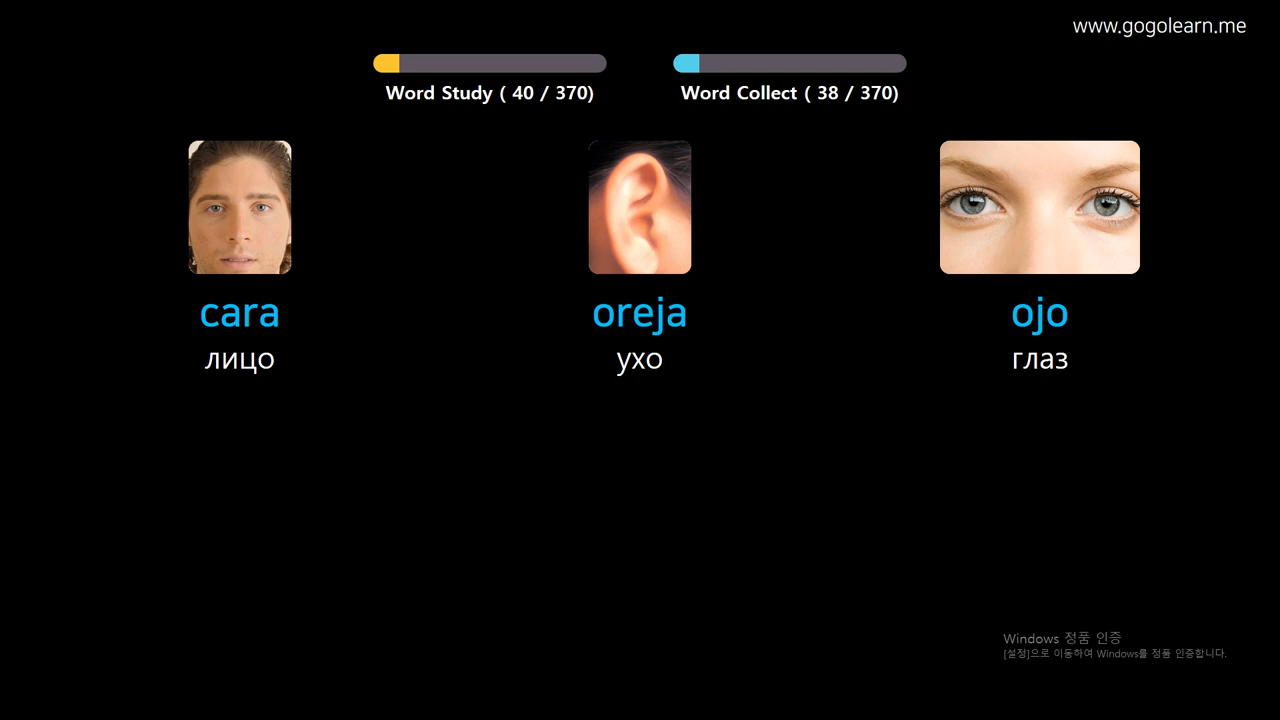 www.gogolearn.me
Word Study ( 40 / 370)
Word Collect ( 38 / 370)
cara
oreja
ojo
лицо
ухо
глаз
Windows 정품 인증
[설정]으로 이동하여 Windows를 정품 인증합니다.